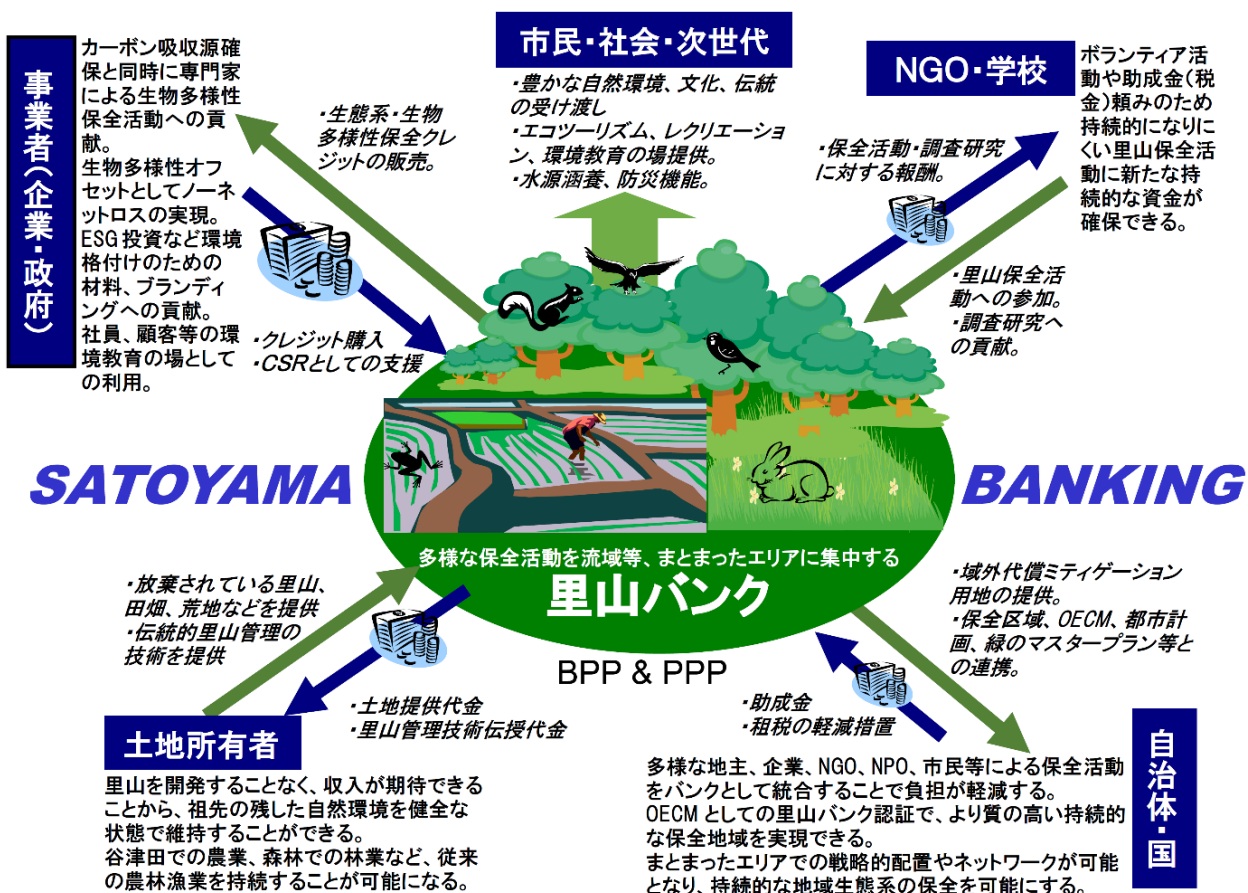 事業者(企業・政府)
カーボン吸収源確
保と同時に専門家
による生物多様性
保全活動への貢
献。
生物多様性オフ
セットとしてノーネ
ットロスの実現。
ESG 投資など環境
格付けのための
材料、ブランディ
ングへの貢献。
社員、顧客等の環
境教育の場として
の利用。
・生態系・生物
多様性保全クレ
ジットの販売。
・クレジット購入
・CSRとしての支援
市民・社会・次世代
・豊かな自然環境、文化、伝統
の受け渡し
・エコツーリズム、レクリエーショ
ン、環境教育の場提供。
・水源涵養、防災機能。
NGO・学校
ボランティア活
動や助成金(税
金)頼みのため
持続的になりに
くい里山保全活
動に新たな持
続的な資金が
確保できる。
・保全活動・調査研究
に対する報酬。
・里山保全活
動への参加。
・調査研究へ
の貢献。
SATOYAMA
BANKING
多様な保全活動を流域等、まとまったエリアに集中する
里山バンク
BPP & PPP
・放棄されている里山、
田畑、荒地などを提供
・伝統的里山管理の
技術を提供
・土地提供代金
・里山管理技術伝授代金
土地所有者
里山を開発することなく、収入が期待できる
ことから、祖先の残した自然環境を健全な
状態で維持することができる。
谷津田での農業、森林での林業など、従来
の農林漁業を持続することが可能になる。
・域外代償ミティゲーション
用地の提供。
・保全区域、OECM、都市計
画、緑のマスタープラン等と
の連携。
・助成金
・租税の軽減措置
自治体・国
多様な地主、企業、NGO、NPO、市民等による保全活動
をバンクとして統合することで負担が軽減する。
OECM としての里山バンク認証で、より質の高い持続的
な保全地域を実現できる。
まとまったエリアでの戦略的配置やネットワークが可能
となり、持続的な地域生態系の保全を可能にする。